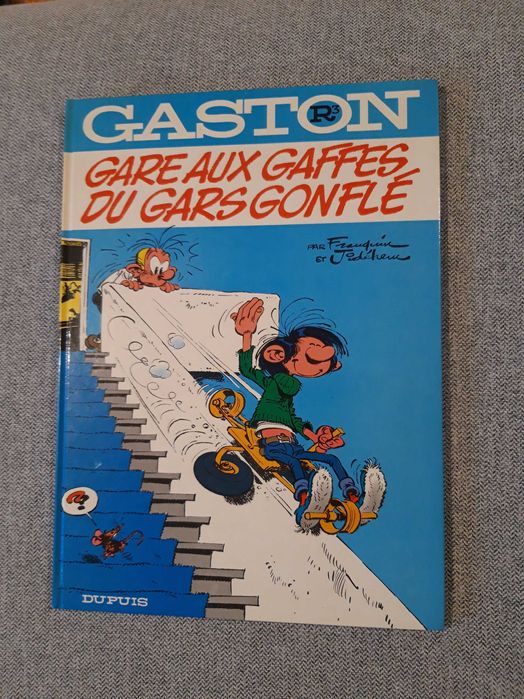 GASTON
R3
GARE AUX GAFFES
DU GARS GONFLÉ
PAR Franquin
ET Jidéhem
?
DUPUIS